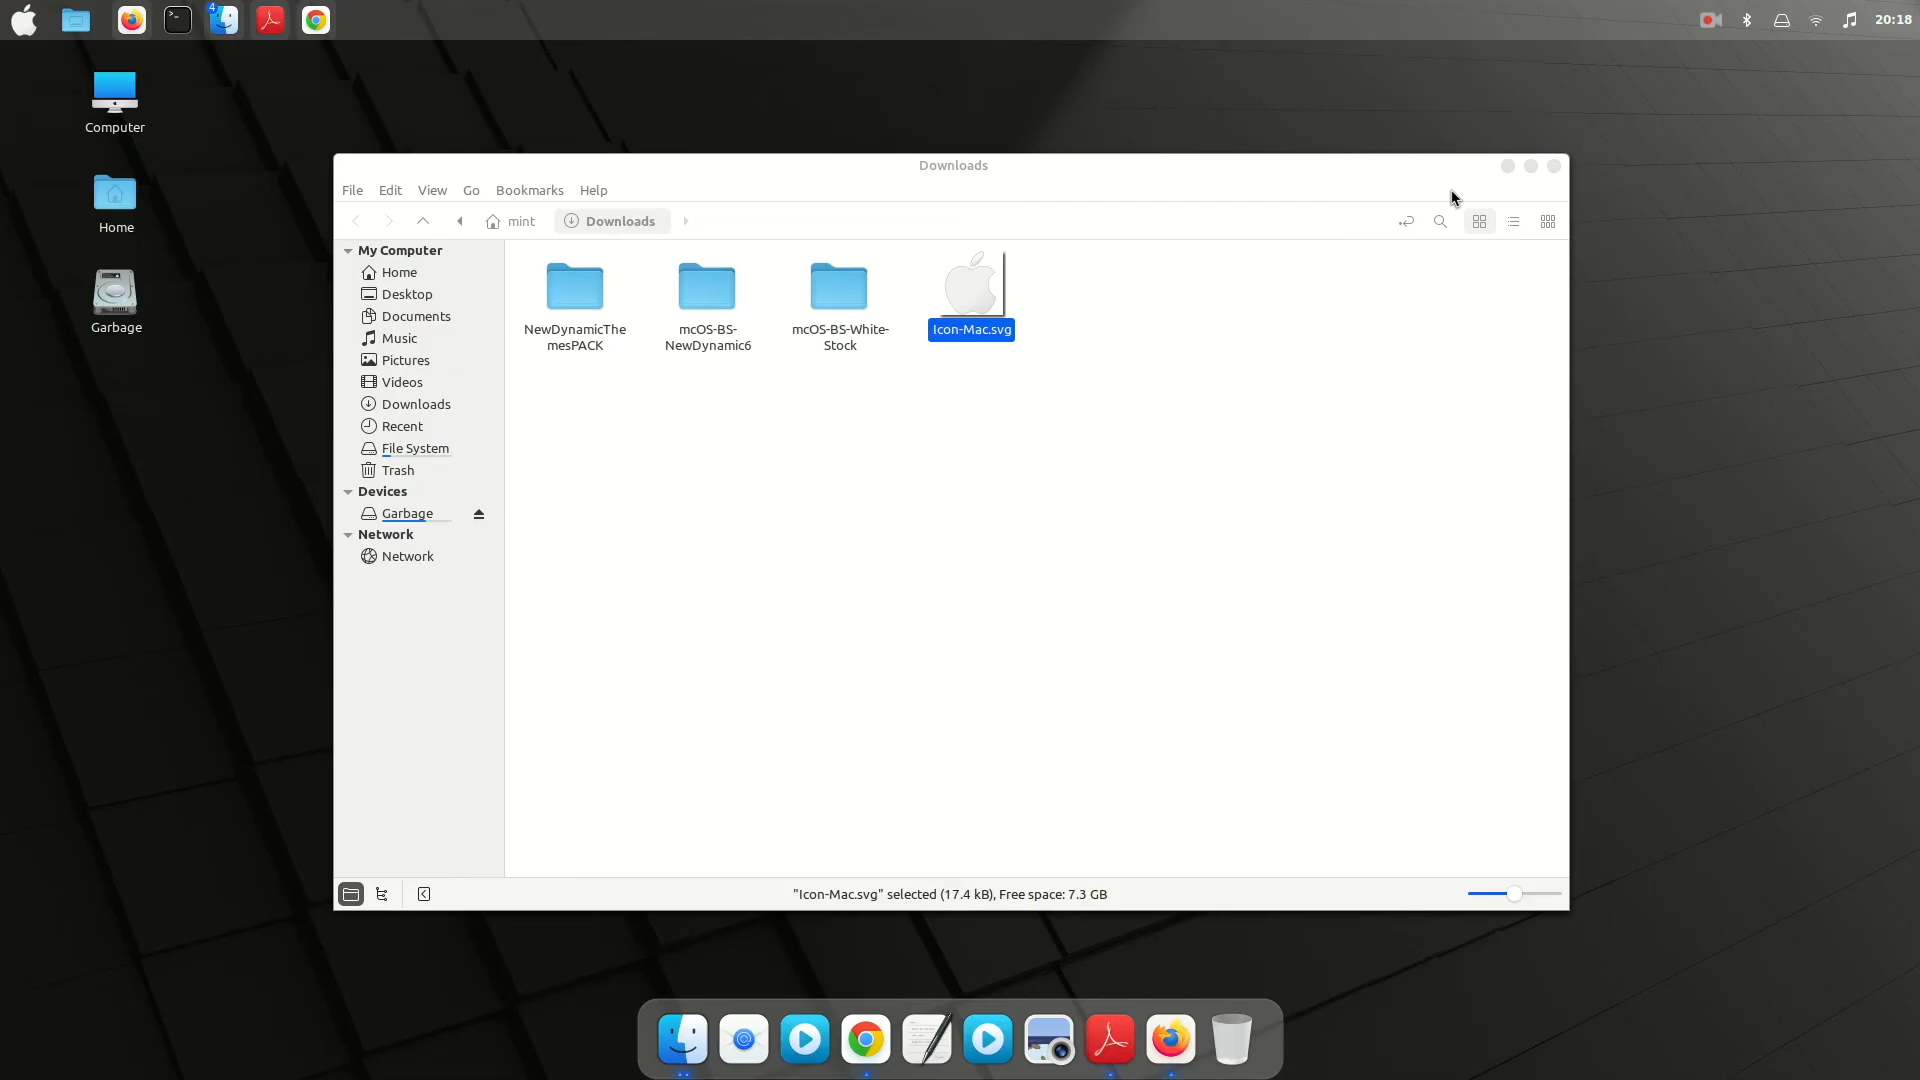 4
20:18
Computer
Home
Garbage
Downloads
File Edit View Go Bookmarks Help
mint
Downloads
My Computer
Home
Desktop
Documents
Music
Pictures
Videos
Downloads
Recent
File System
Trash
Devices
Garbage
Network
Network
NewDynamicThe
mesPACK
mcOS-BS-
NewDynamic6
mcOS-BS-White-
Stock
Icon-Mac.svg
"Icon-Mac.svg" selected (17.4 kB), Free space: 7.3 GB